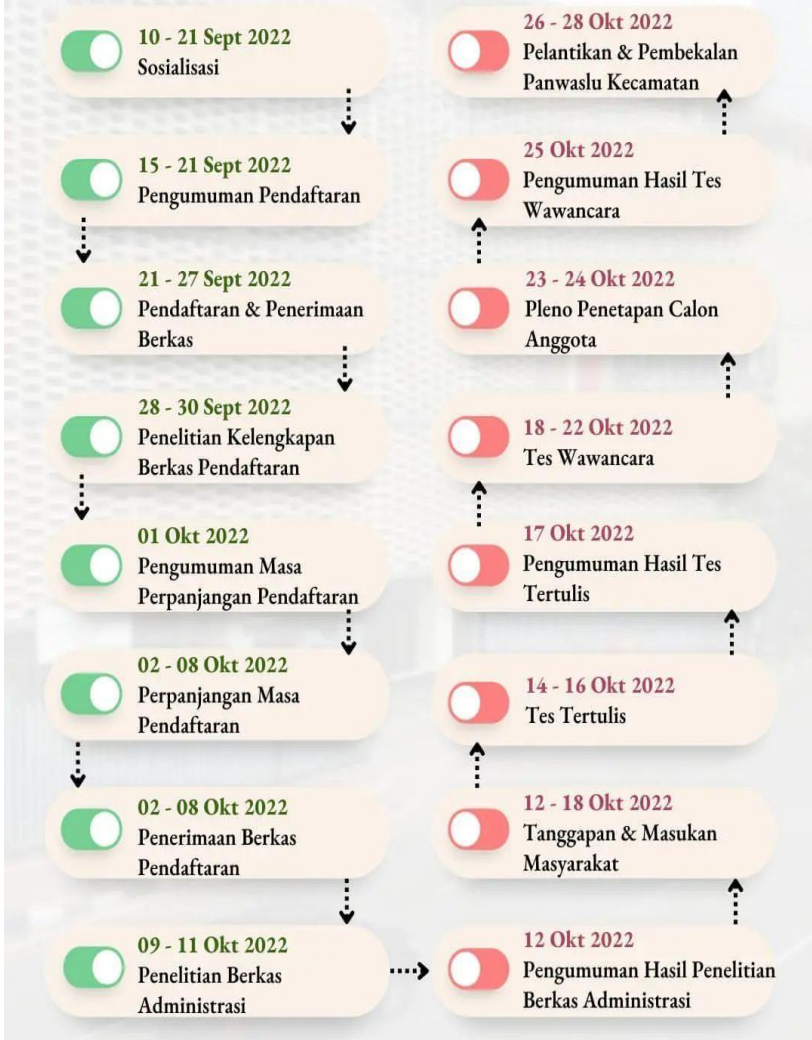 10 - 21 Sept 2022
Sosialisasi
15 - 21 Sept 2022
Pengumuman Pendaftaran
21 - 27 Sept 2022
Pendaftaran & Penerimaan
Berkas
28 - 30 Sept 2022
Penelitian Kelengkapan
Berkas Pendaftaran
01 Okt 2022
Pengumuman Masa
Perpanjangan Pendaftaran
02 - 08 Okt 2022
Perpanjangan Masa
Pendaftaran
02 - 08 Okt 2022
Penerimaan Berkas
Pendaftaran
09 - 11 Okt 2022
Penelitian Berkas
Administrasi
12 Okt 2022
Pengumuman Hasil Penelitian
Berkas Administrasi
12 - 18 Okt 2022
Tanggapan & Masukan
Masyarakat
14 - 16 Okt 2022
Tes Tertulis
17 Okt 2022
Pengumuman Hasil Tes
Tertulis
18 - 22 Okt 2022
Tes Wawancara
23 - 24 Okt 2022
Pleno Penetapan Calon
Anggota
25 Okt 2022
Pengumuman Hasil Tes
Wawancara
26 - 28 Okt 2022
Pelantikan & Pembekalan
Panwaslu Kecamatan